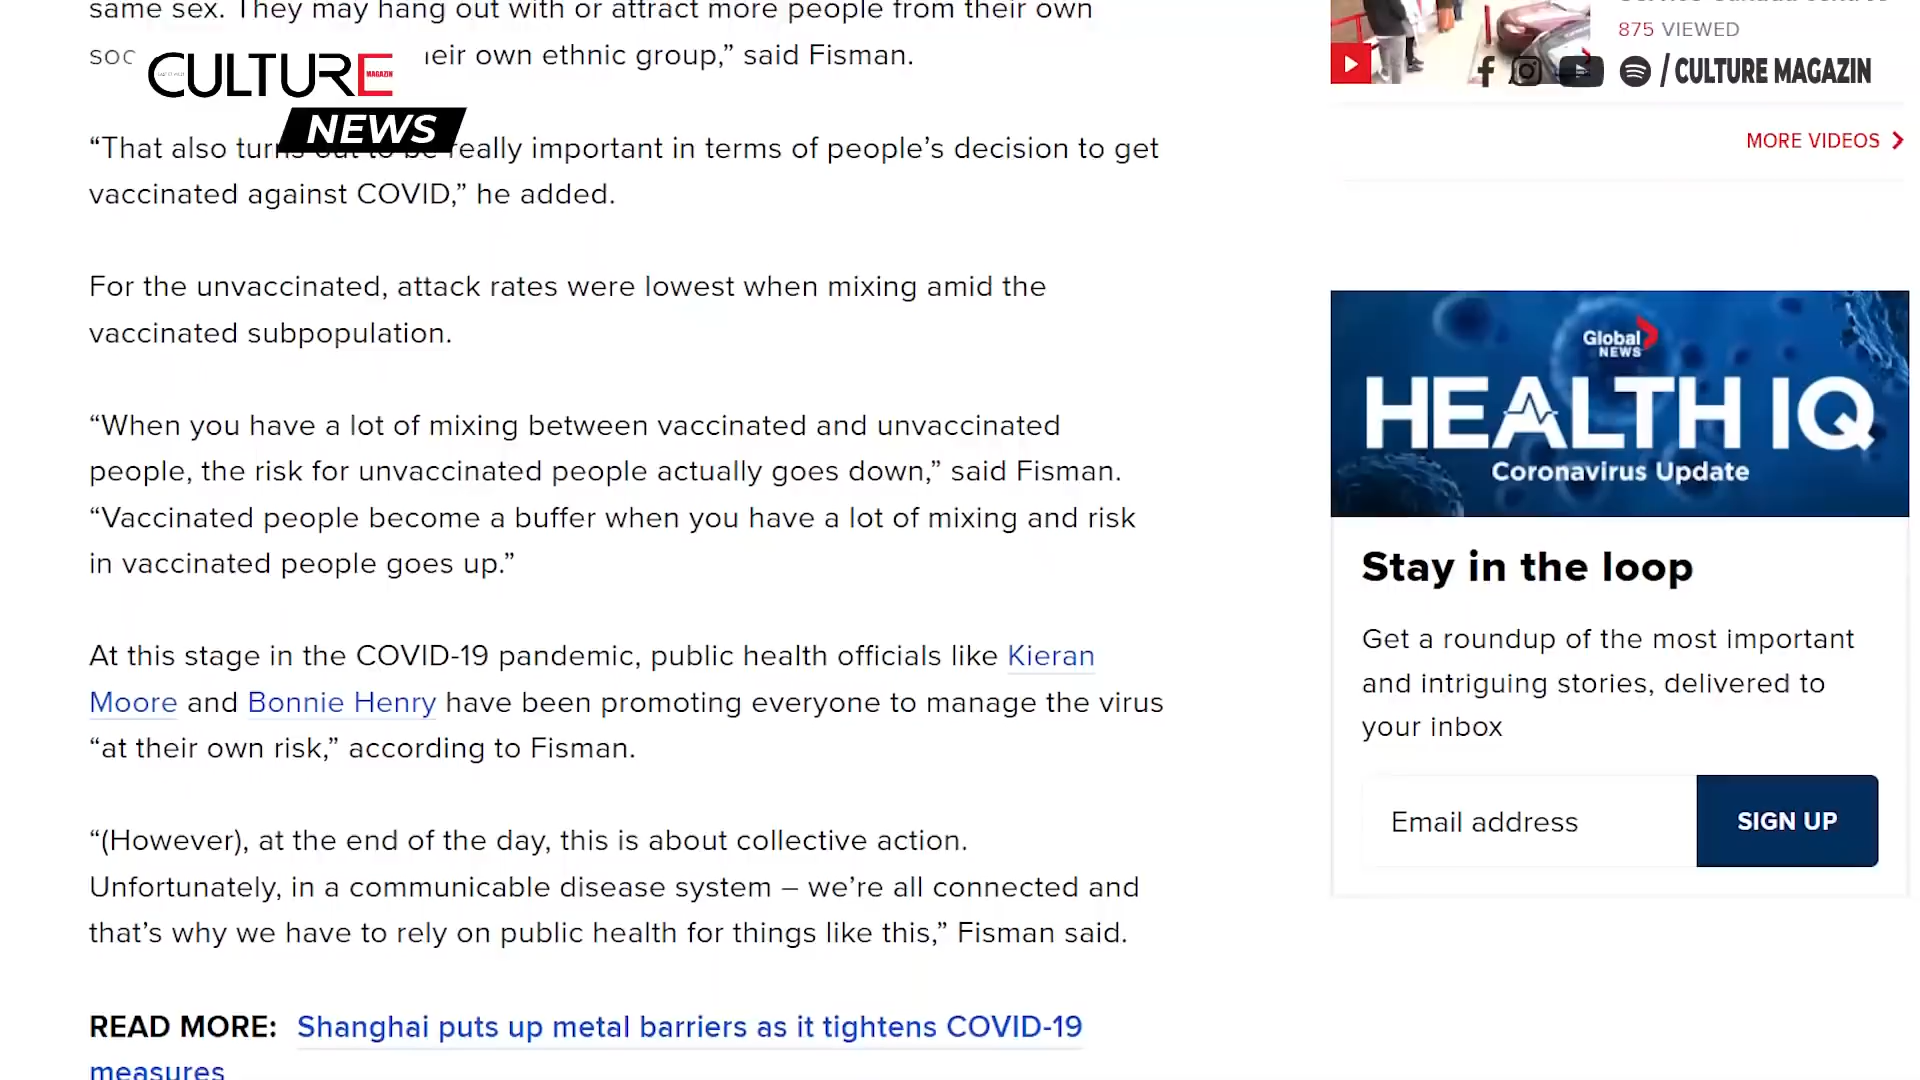 same sex. They may hang out with or attract more people from their own
soc heir own ethnic group,” said Fisman.
CULTURE
MAGAZIN
NEWS
“That also turns out to be really important in terms of people’s decision to get
vaccinated against COVID,” he added.
For the unvaccinated, attack rates were lowest when mixing amid the
vaccinated subpopulation.
“When you have a lot of mixing between vaccinated and unvaccinated
people, the risk for unvaccinated people actually goes down,” said Fisman.
“Vaccinated people become a buffer when you have a lot of mixing and risk
in vaccinated people goes up.”
At this stage in the COVID-19 pandemic, public health officials like Kieran
Moore and Bonnie Henry have been promoting everyone to manage the virus
“at their own risk,” according to Fisman.
“(However), at the end of the day, this is about collective action.
Unfortunately, in a communicable disease system – we’re all connected and
that’s why we have to rely on public health for things like this,” Fisman said.
READ MORE: Shanghai puts up metal barriers as it tightens COVID-19
measures
875 VIEWED
/ CULTURE MAGAZIN
MORE VIDEOS
Global
NEWS
HEALTH IQ
Coronavirus Update
Stay in the loop
Get a roundup of the most important
and intriguing stories, delivered to
your inbox
Email address
SIGN UP